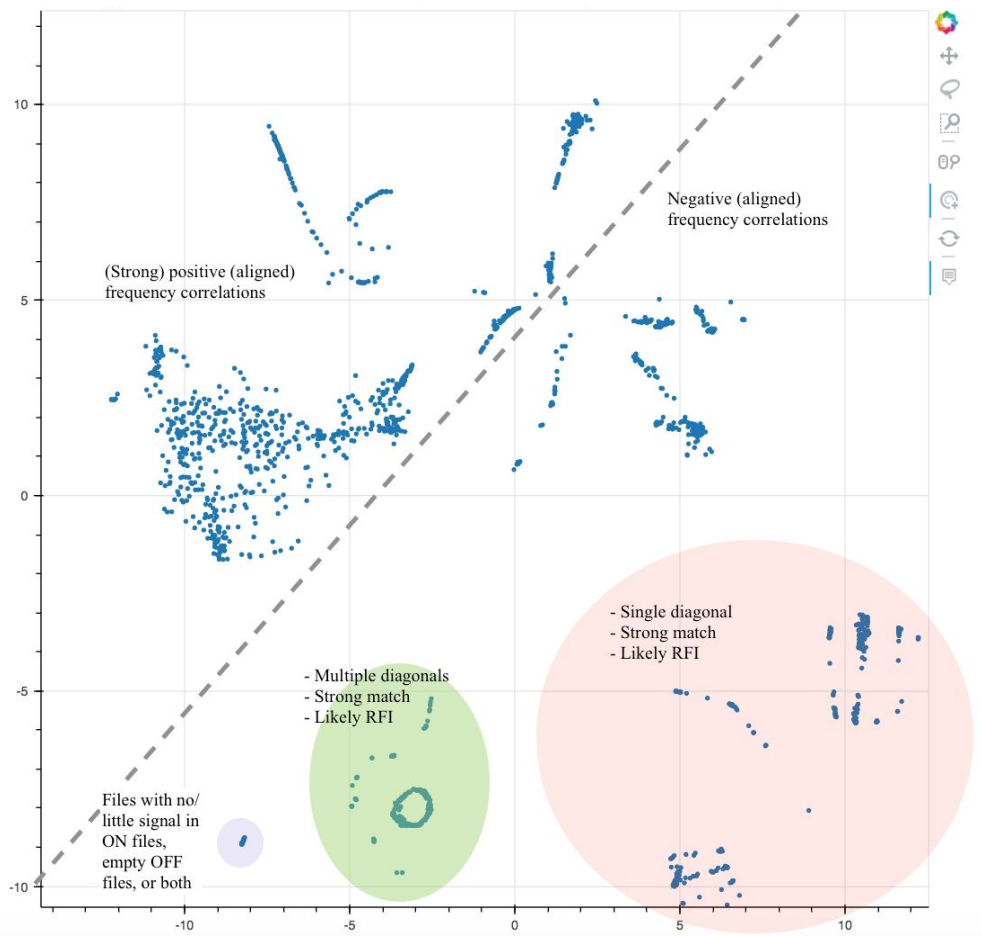 10
5
0
-5
-10
-10
-5
0
5
10
Negative (aligned)
frequency correlations
(Strong) positive (aligned)
frequency correlations
- Single diagonal
- Strong match
- Likely RFI
- Multiple diagonals
- Strong match
- Likely RFI
Files with no/
little signal in
ON files,
empty OFF
files, or both